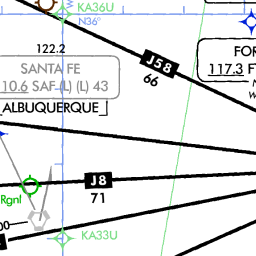 KA36U
N36°
122.2
J58
66
FOR
117.3 F
SANTA FE
10.6 SAF (L) (L) 43
ALBUQUERQUE
Rgnl
J8
71
00
KA33U